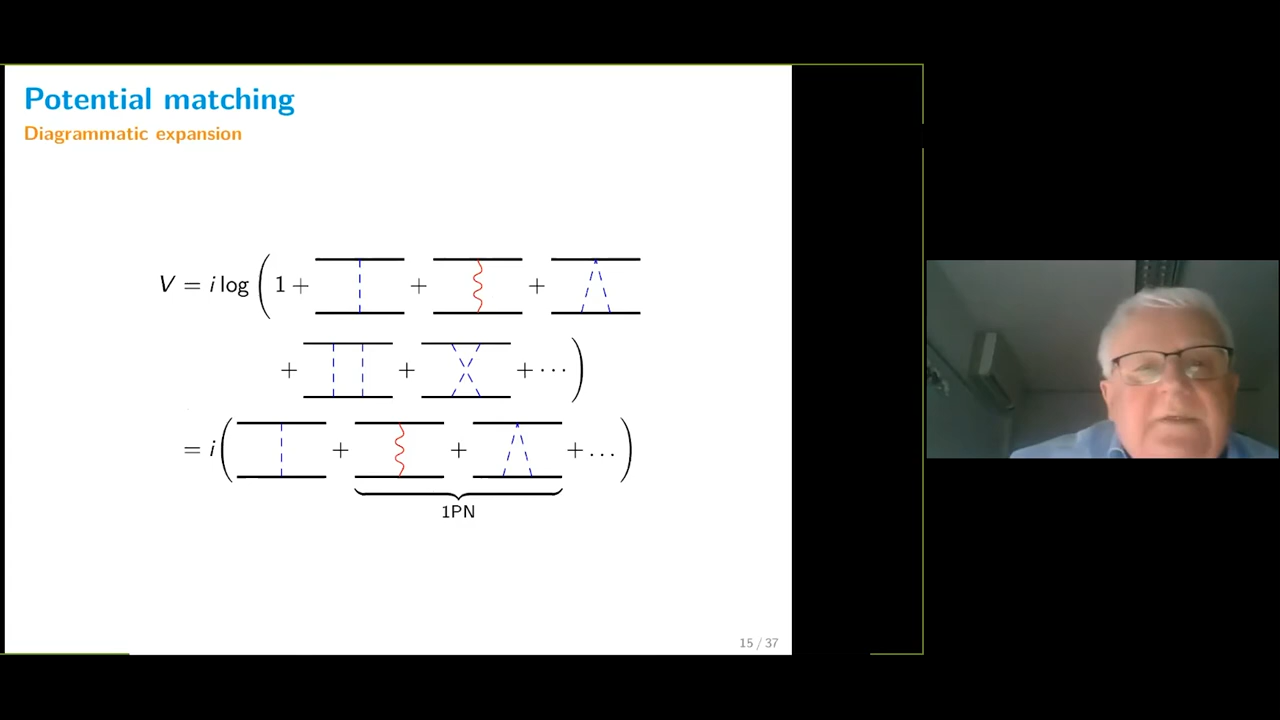 Potential matching
Diagrammatic expansion
V = i log ( 1 + + +
+ + + ⋯ )
= i ( + + + … )
1PN
15 / 37